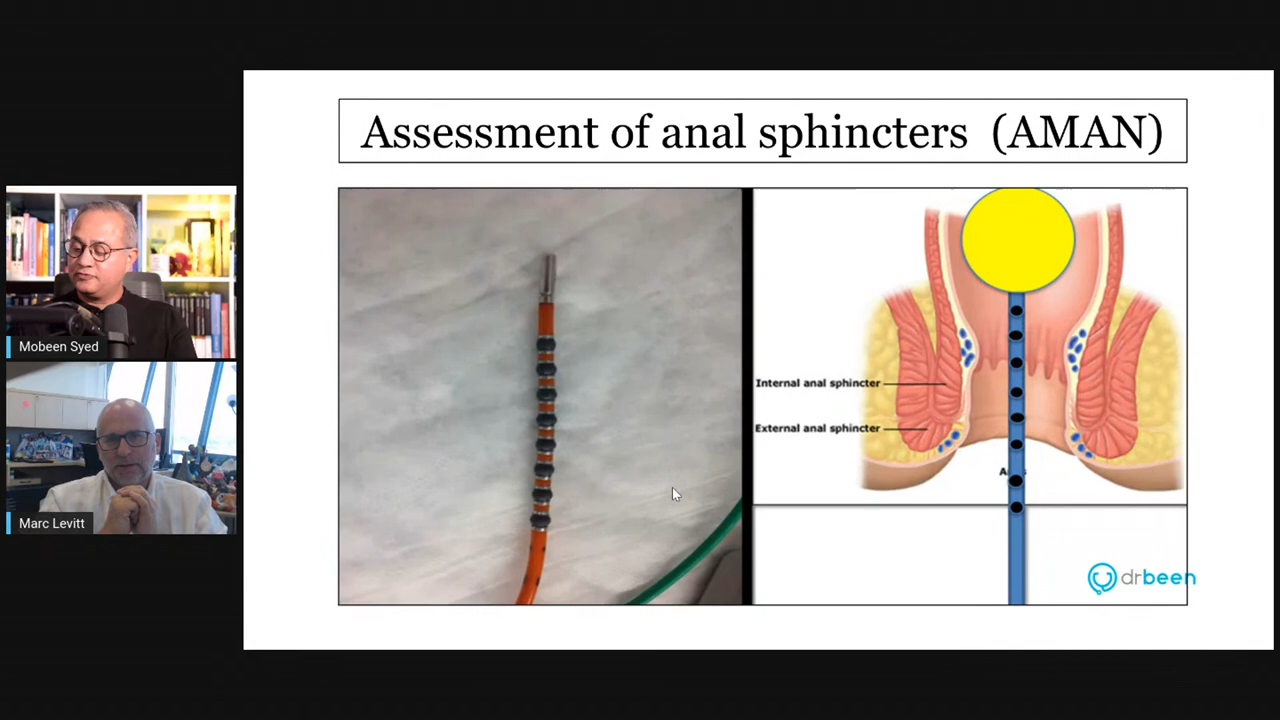 Assessment of anal sphincters (AMAN)
Mobeen Syed
Marc Levitt
Internal anal sphincter
External anal sphincter
drbeen